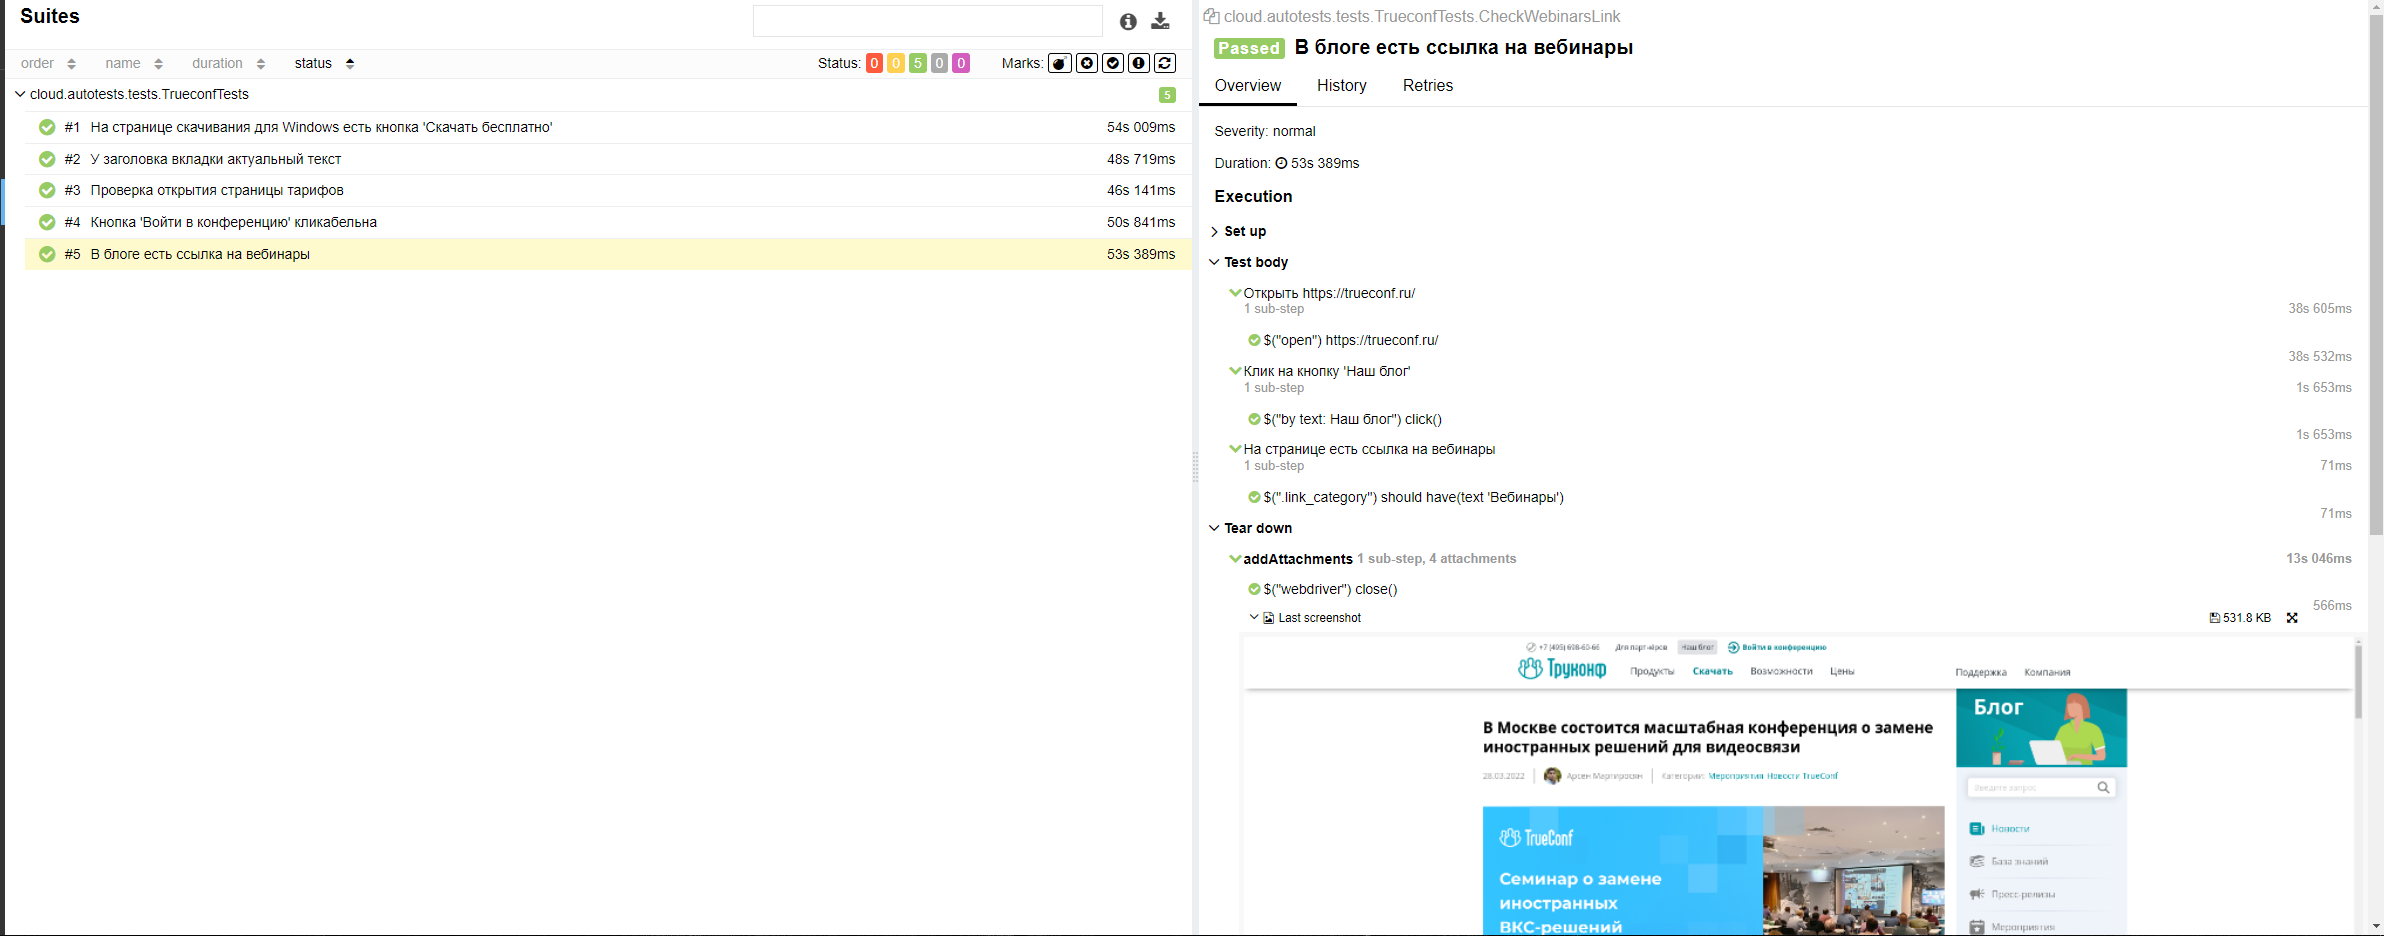 Suites
order name duration status Status: 0 0 5 0 0 Marks:
cloud.autotests.tests.TrueconfTests 5
#1 На странице скачивания для Windows есть кнопка 'Скачать бесплатно' 54s 009ms
#2 У заголовка вкладки актуальный текст 48s 719ms
#3 Проверка открытия страницы тарифов 46s 141ms
#4 Кнопка 'Войти в конференцию' кликабельна 50s 841ms
#5 В блоге есть ссылка на вебинары 53s 389ms
cloud.autotests.tests.TrueconfTests.CheckWebinarsLink
Passed В блоге есть ссылка на вебинары
Overview History Retries
Severity: normal
Duration: 53s 389ms
Execution
Set up
Test body
Открыть https://trueconf.ru/
1 sub-step 38s 605ms
$("open") https://trueconf.ru/
38s 532ms
Клик на кнопку 'Наш блог'
1 sub-step 1s 653ms
$("by text: Наш блог") click()
1s 653ms
На странице есть ссылка на вебинары
1 sub-step 71ms
$(".link_category") should have(text 'Вебинары')
71ms
Tear down
addAttachments 1 sub-step, 4 attachments 13s 046ms
$("webdriver") close()
566ms
Last screenshot 531.8 KB
Для партнёров Наш блог Войти в конференцию
Труконф Продукты Скачать Возможности Цены Поддержка Компания
Блог
В Москве состоится масштабная конференция о замене
иностранных решений для видеосвязи
28.03.2022 Арсен Мартиросян Категории: Мероприятия Новости TrueConf
Введите запрос
TrueConf
Семинар о замене
иностранных
ВКС-решений
Новости
База знаний
Пресс-релизы
Мероприятия